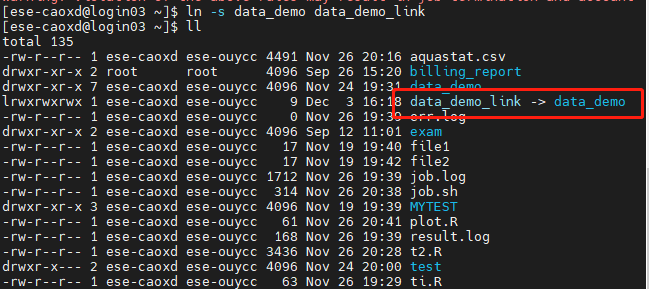 [ese-caoxd@login03 ~]$ ln -s data_demo data_demo_link
[ese-caoxd@login03 ~]$ ll
total 135
-rw-r--r-- 1 ese-caoxd ese-ouycc 4491 Nov 26 20:16 aquastat.csv
drwxr-xr-x 2 root root 4096 Sep 26 15:20 billing_report
drwxr-xr-x 7 ese-caoxd ese-ouycc 4096 Nov 24 19:31 data_demo
lrwxrwxrwx 1 ese-caoxd ese-ouycc 9 Dec 3 16:18 data_demo_link -> data_demo
-rw-r--r-- 1 ese-caoxd ese-ouycc 0 Nov 26 19:39 err.log
drwxr-xr-x 2 ese-caoxd ese-ouycc 4096 Sep 12 11:01 exam
-rw-r--r-- 1 ese-caoxd ese-ouycc 17 Nov 19 19:40 file1
-rw-r--r-- 1 ese-caoxd ese-ouycc 17 Nov 19 19:42 file2
-rw-r--r-- 1 ese-caoxd ese-ouycc 1712 Nov 26 19:39 job.log
-rw-r--r-- 1 ese-caoxd ese-ouycc 314 Nov 26 20:38 job.sh
drwxr-xr-x 3 ese-caoxd ese-ouycc 4096 Nov 19 19:39 MYTEST
-rw-r--r-- 1 ese-caoxd ese-ouycc 61 Nov 26 20:41 plot.R
-rw-r--r-- 1 ese-caoxd ese-ouycc 168 Nov 26 19:39 result.log
-rw-r--r-- 1 ese-caoxd ese-ouycc 3436 Nov 26 20:28 t2.R
drwxr-x--- 2 ese-caoxd ese-ouycc 4096 Nov 24 20:00 test
-rw-r--r-- 1 ese-caoxd ese-ouycc 63 Nov 26 19:29 ti.R